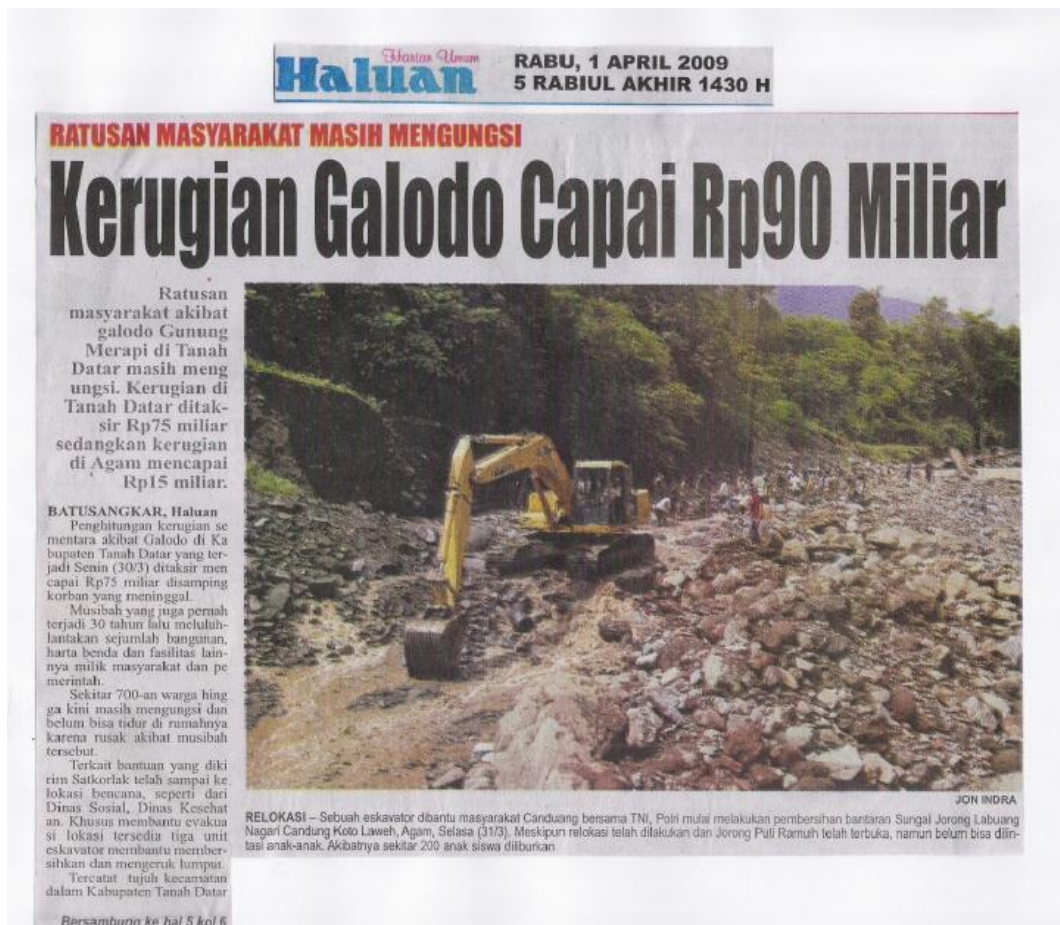 Harian Umum
Haluan
RABU, 1 APRIL 2009
5 RABIUL AKHIR 1430 H
RATUSAN MASYARAKAT MASIH MENGUNGSI
Kerugian Galodo Capai Rp90 Miliar
Ratusan
masyarakat akibat
galodo Gunung
Merapi di Tanah
Datar masih meng
ungsi. Kerugian di
Tanah Datar ditak-
sir Rp75 miliar
sedangkan kerugian
di Agam mencapai
Rp15 miliar.
BATUSANGKAR, Haluan
Penghitungan kerugian se
mentara akibat Galodo di Ka
bupaten Tanah Datar yang ter-
jadi Senin (30/3) ditaksir men
capai Rp75 miliar disamping
korban yang meninggal.
Musibah yang juga pernah
terjadi 30 tahun lalu meluluh-
lantakan sejumlah bangunan,
harta benda dan fasilitas lain-
nya milik masyarakat dan pe
merintah.
Sekitar 700-an warga hing
ga kini masih mengungsi dan
belum bisa tidur di rumahnya
karena rusak akibat musibah
tersebut.
Terkait bantuan yang diki
rim Satkorlak telah sampai ke
lokasi bencana, seperti dari
Dinas Sosial, Dinas Kesehat
an. Khusus membantu evakua
si lokasi tersedia tiga unit
eskavator membantu member-
sihkan dan mengeruk lumpur.
Tercatat tujuh kecamatan
dalam Kabupaten Tanah Datar
Bersambung ke hal 5 kol 6
JON INDRA
RELOKASI – Sebuah eskavator dibantu masyarakat Canduang bersama TNI, Polri mulai melakukan pembersihan bantaran Sungai Jorong Labuang
Nagari Candung Koto Laweh, Agam, Selasa (31/3). Meskipun relokasi telah dilakukan dan Jorong Puti Ramuih telah terbuka, namun belum bisa dilin-
tasi anak-anak. Akibatnya sekitar 200 anak siswa diliburkan